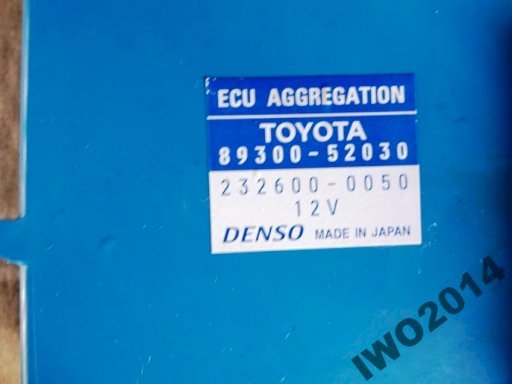 ECU AGGREGATION
TOYOTA
89300-52030
232600-0050
12V
DENSO MADE IN JAPAN
IWO2014